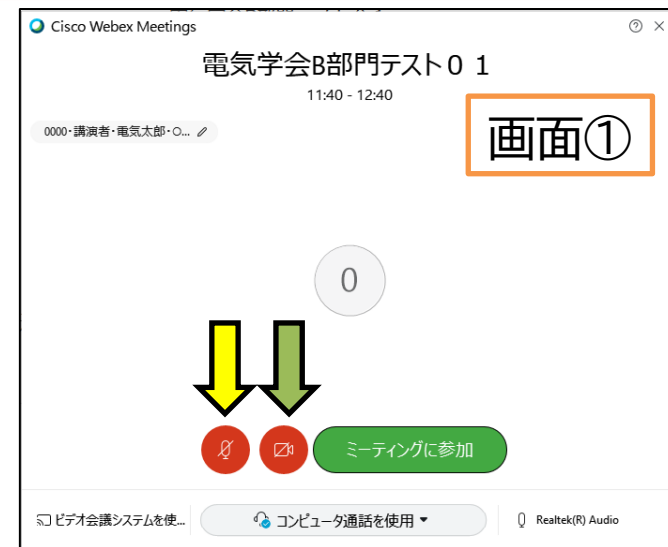 Cisco Webex Meetings
電気学会B部門テスト０１
11:40 - 12:40
0000・講演者・電気太郎・○...
画面①
0
ミーティングに参加
ビデオ会議システムを使...
コンピュータ通話を使用
Realtek(R) Audio